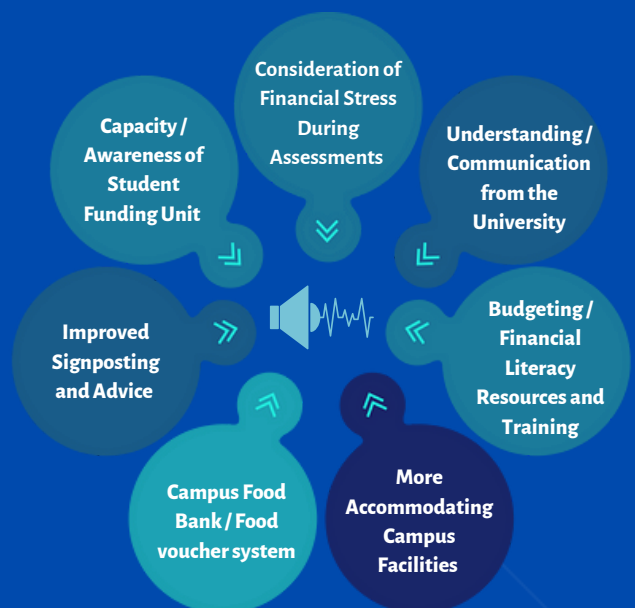 Consideration of
Financial Stress
During
Assessments
Capacity /
Awareness of
Student
Funding Unit
Understanding /
Communication
from the
University
Improved
Signposting
and Advice
Budgeting /
Financial
Literacy
Resources and
Training
Campus Food
Bank / Food
voucher system
More
Accommodating
Campus
Facilities